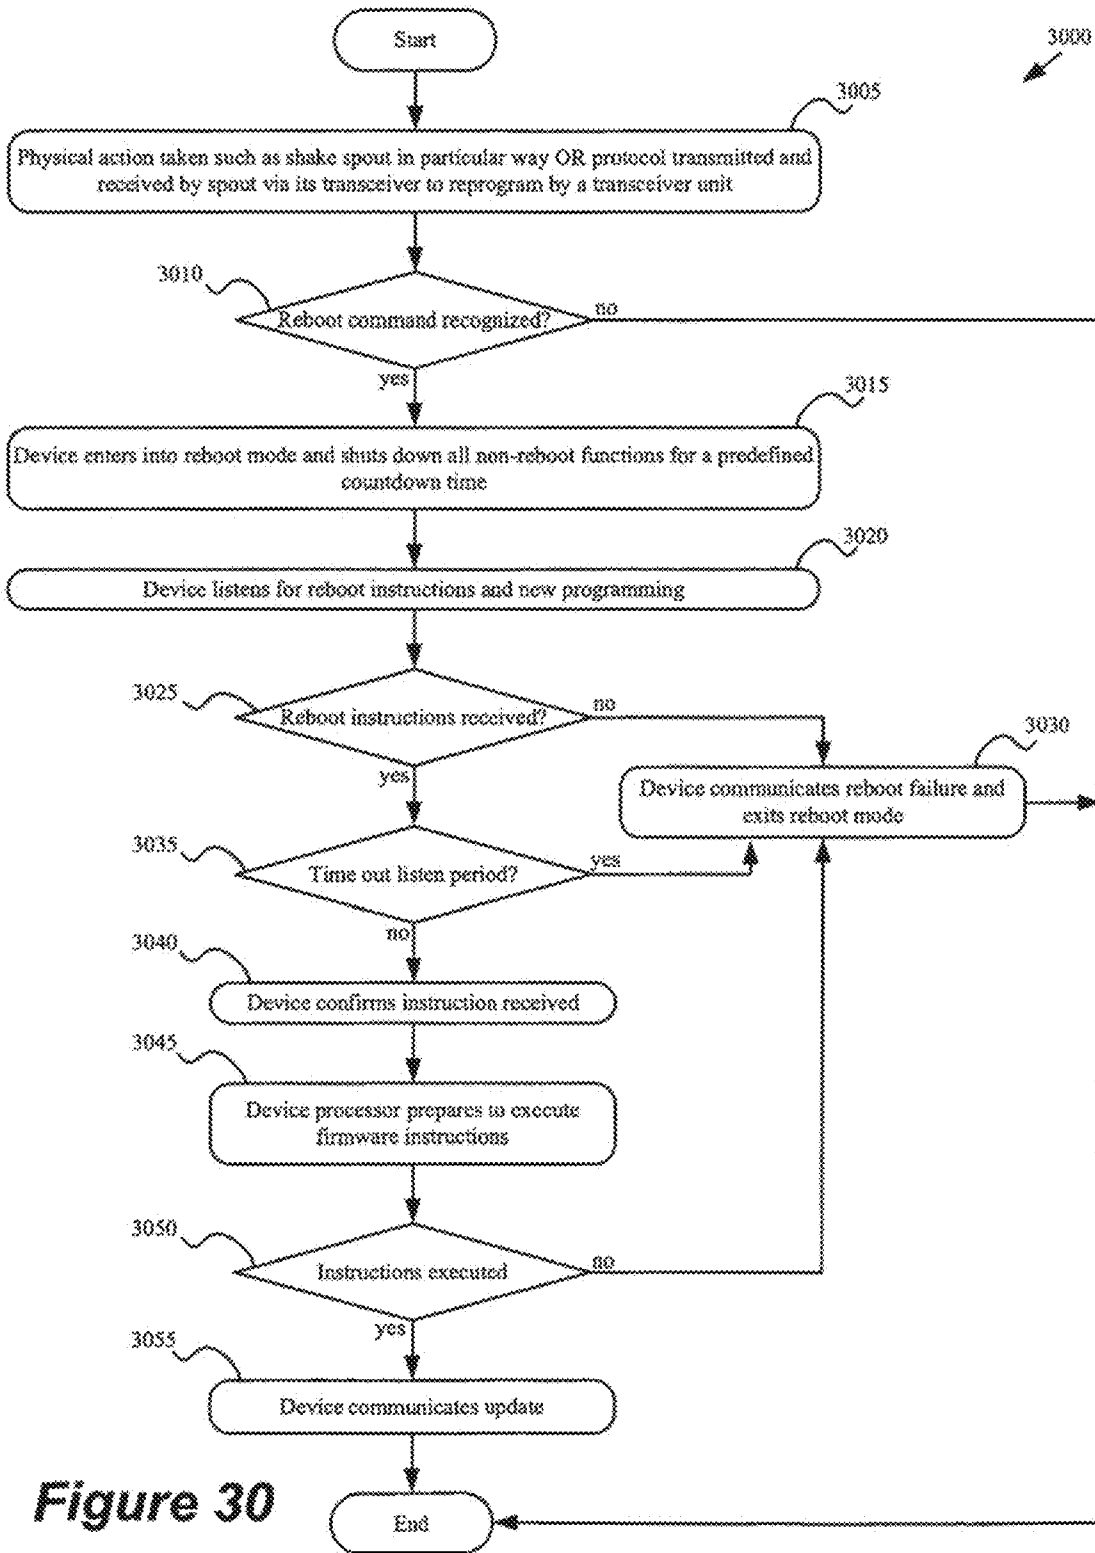 Start
3000
3005
Physical action taken such as shake spout in particular way OR protocol transmitted and
received by spout via its transceiver to reprogram by a transceiver unit
3010
Reboot command recognized?
no
yes
3015
Device enters into reboot mode and shuts down all non-reboot functions for a predefined
countdown time
3020
Device listens for reboot instructions and new programming
3025
Reboot instructions received?
no
yes
3030
Device communicates reboot failure and
exits reboot mode
3035
Time out listen period?
yes
no
3040
Device confirms instruction received
3045
Device processor prepares to execute
firmware instructions
3050
Instructions executed
no
yes
3055
Device communicates update
Figure 30
End